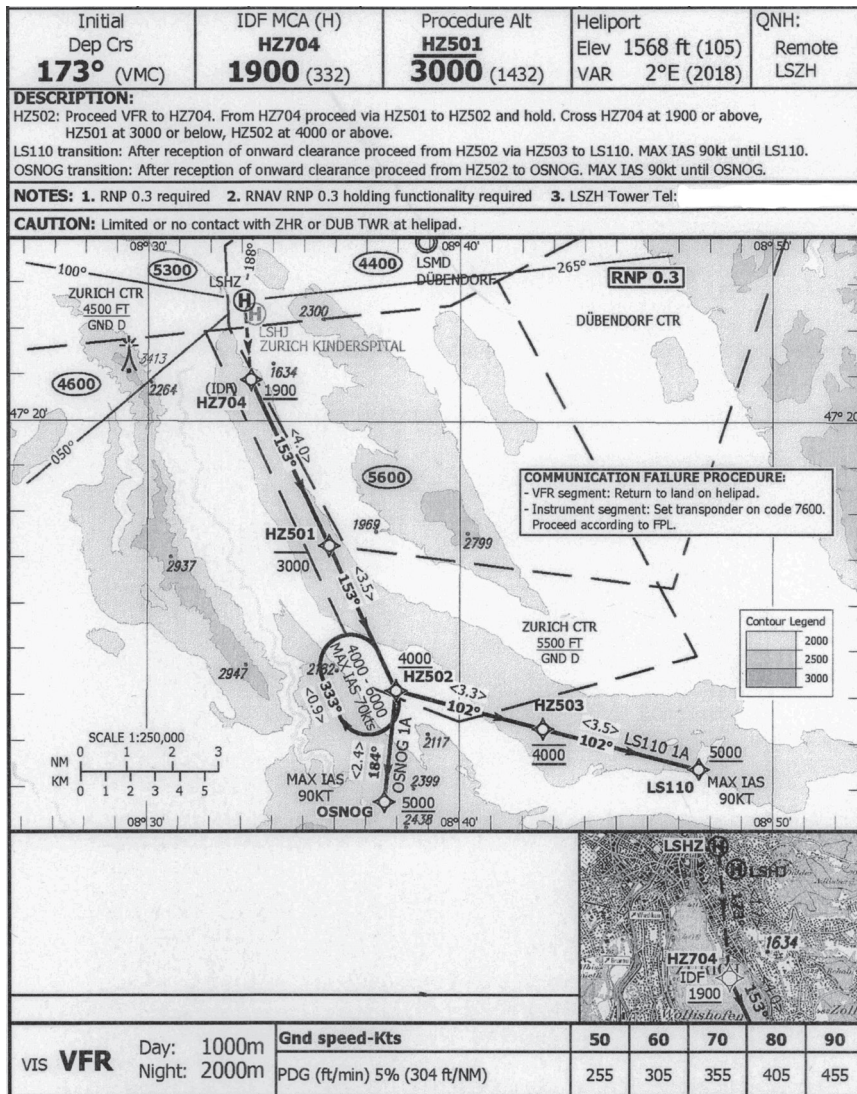 Initial
Dep Crs
173° (VMC)
IDF MCA (H)
HZ704
1900 (332)
Procedure Alt
HZ501
3000 (1432)
Heliport
Elev 1568 ft (105)
VAR 2°E (2018)
QNH:
Remote
LSZH
DESCRIPTION:
HZ502: Proceed VFR to HZ704. From HZ704 proceed via HZ501 to HZ502 and hold. Cross HZ704 at 1900 or above,
HZ501 at 3000 or below, HZ502 at 4000 or above.
LS110 transition: After reception of onward clearance proceed from HZ502 via HZ503 to LS110. MAX IAS 90kt until LS110.
OSNOG transition: After reception of onward clearance proceed from HZ502 to OSNOG. MAX IAS 90kt until OSNOG.
NOTES: 1. RNP 0.3 required 2. RNAV RNP 0.3 holding functionality required 3. LSZH Tower Tel:
CAUTION: Limited or no contact with ZHR or DUB TWR at helipad.
08° 30'
08° 40'
08° 50'
100°
5300
188°
4400
LSMD
DÜBENDORF
265°
RNP 0.3
LSHZ
H
ZURICH CTR
4500 FT
GND D
H
LSHJ
ZURICH KINDERSPITAL
2300
DÜBENDORF CTR
3413
2264
4600
1634
(IDF)
HZ704
1900
47° 20'
47° 20
050°
153°
<4.0>
5600
COMMUNICATION FAILURE PROCEDURE:
- VFR segment: Return to land on helipad.
- Instrument segment: Set transponder on code 7600.
Proceed according to FPL.
1969
2799
HZ501
3000
2937
153°
<3.5>
ZURICH CTR
5500 FT
GND D
Contour Legend
2000
2500
3000
4000 - 6000
MAX IAS 70kts
333°
<0.9>
2162
2947
4000
HZ502
<3.3>
102°
HZ503
4000
<3.5>
102°
LS110 1A
5000
LS110
MAX IAS
90KT
SCALE 1:250,000
NM
0 1 2 3
KM
0 1 2 3 4 5
<2.4>
184°
OSNOG 1A
2117
2399
MAX IAS
90KT
OSNOG
5000
2438
08° 30'
08° 40'
08° 50'
LSHZ
H
H
LSHJ
173°
1634
HZ704
IDF
1900
<4.0>
153°
Wollishofen
VIS VFR
Day: 1000m
Night: 2000m
Gnd speed-Kts 50 60 70 80 90
PDG (ft/min) 5% (304 ft/NM) 255 305 355 405 455